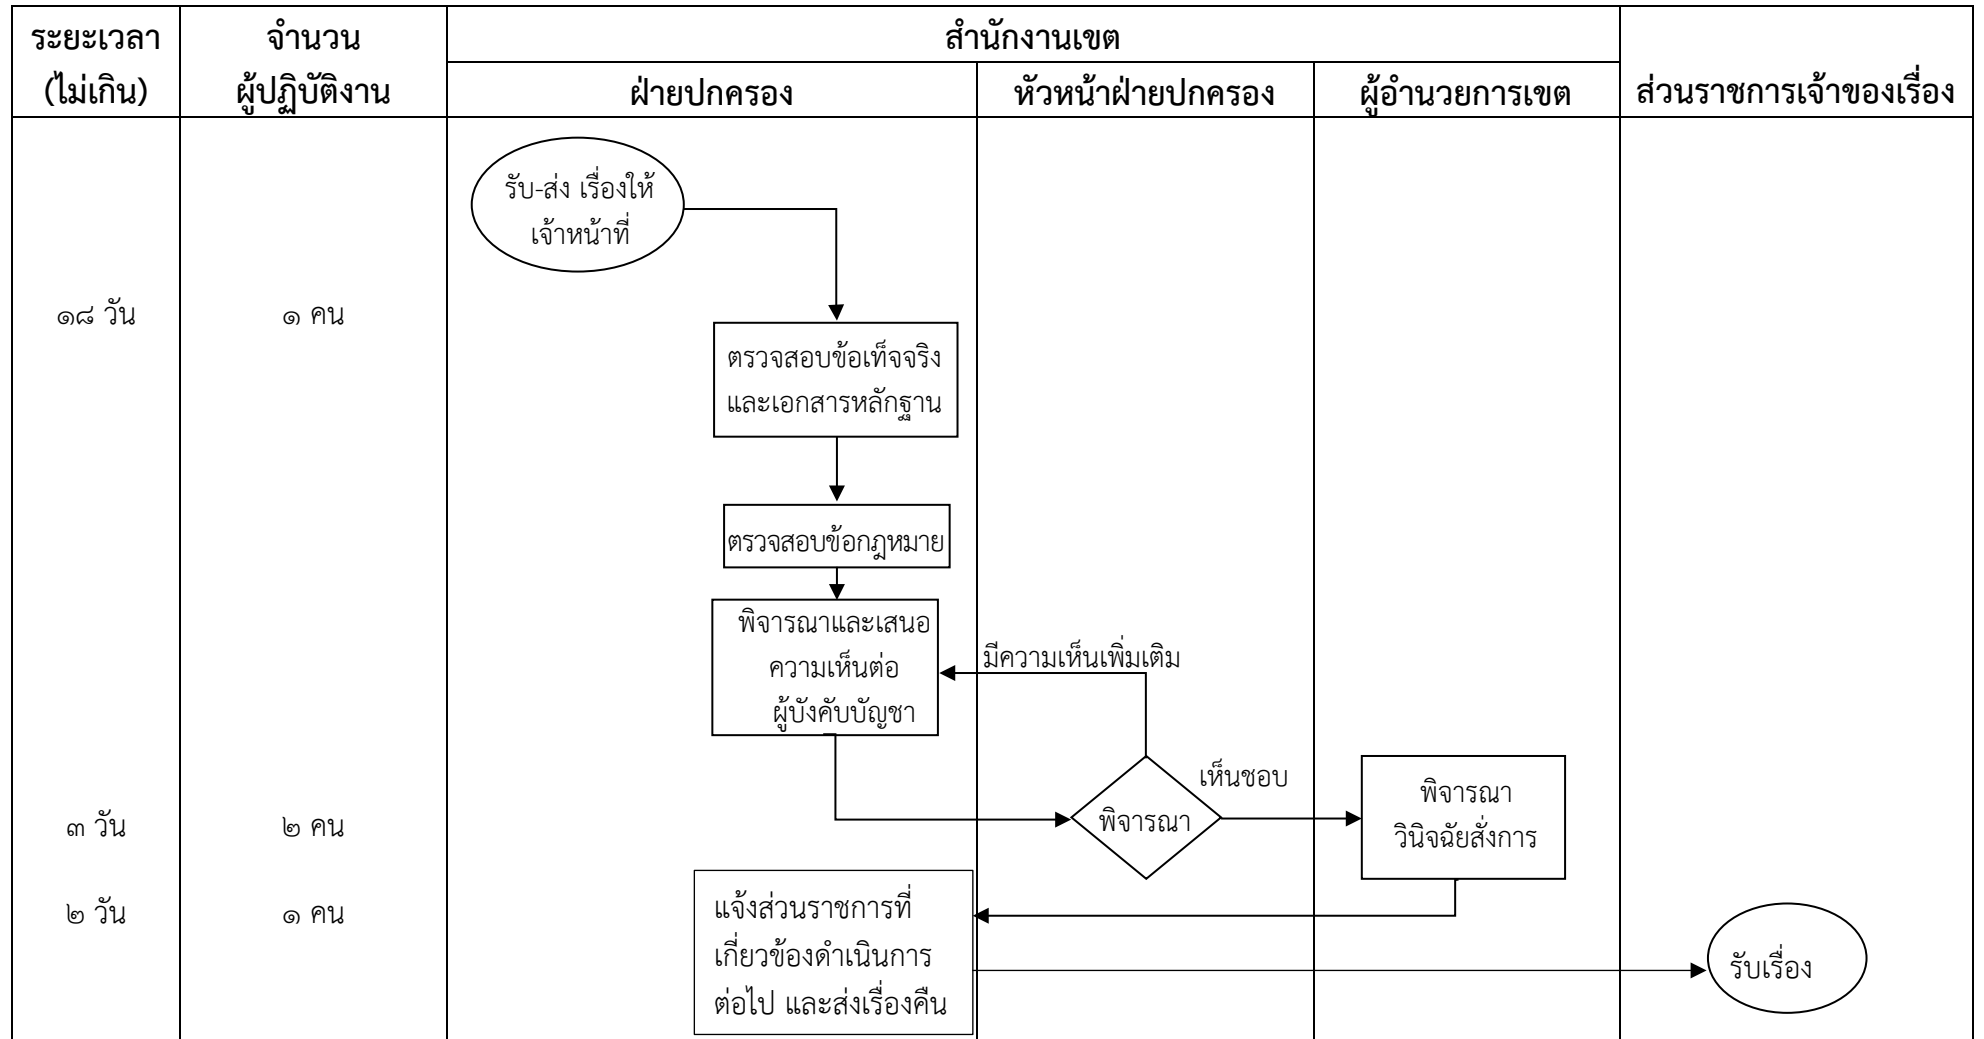 ระยะเวลา
(ไม่เกิน)
จำนวน
ผู้ปฏิบัติงาน
สำนักงานเขต
ฝ่ายปกครอง
หัวหน้าฝ่ายปกครอง
ผู้อำนวยการเขต
ส่วนราชการเจ้าของเรื่อง
รับ-ส่ง เรื่องให้
เจ้าหน้าที่
๑๘ วัน
๑ คน
ตรวจสอบข้อเท็จจริง
และเอกสารหลักฐาน
ตรวจสอบข้อกฎหมาย
พิจารณาและเสนอ
ความเห็นต่อ
ผู้บังคับบัญชา
มีความเห็นเพิ่มเติม
๓ วัน
๒ คน
พิจารณา
เห็นชอบ
พิจารณา
วินิจฉัยสั่งการ
๒ วัน
๑ คน
แจ้งส่วนราชการที่
เกี่ยวข้องดำเนินการ
ต่อไป และส่งเรื่องคืน
รับเรื่อง